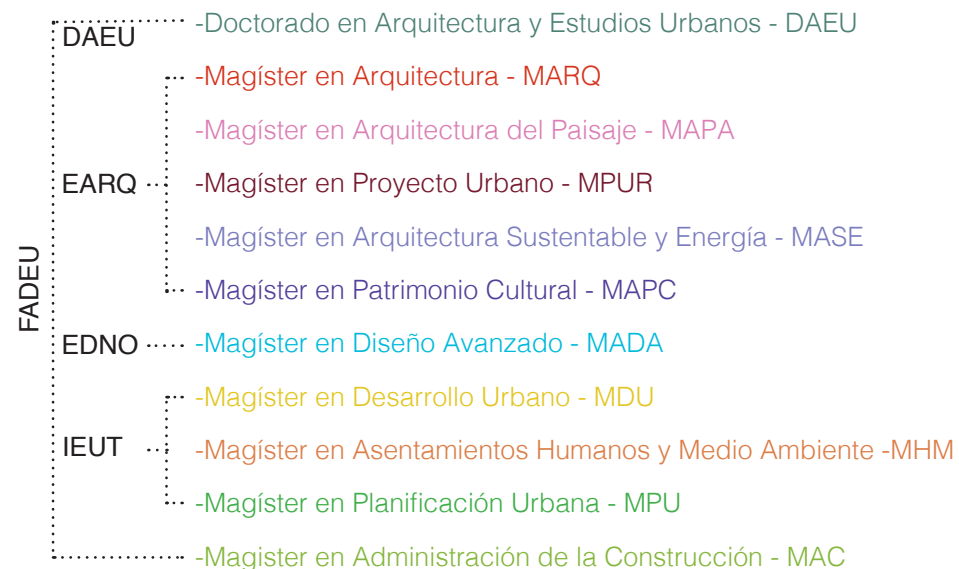 FADEU
DAEU
-Doctorado en Arquitectura y Estudios Urbanos - DAEU
EARQ
-Magíster en Arquitectura - MARQ
-Magíster en Arquitectura del Paisaje - MAPA
-Magíster en Proyecto Urbano - MPUR
-Magíster en Arquitectura Sustentable y Energía - MASE
-Magíster en Patrimonio Cultural - MAPC
EDNO
-Magíster en Diseño Avanzado - MADA
IEUT
-Magíster en Desarrollo Urbano - MDU
-Magíster en Asentamientos Humanos y Medio Ambiente -MHM
-Magíster en Planificación Urbana - MPU
-Magister en Administración de la Construcción - MAC